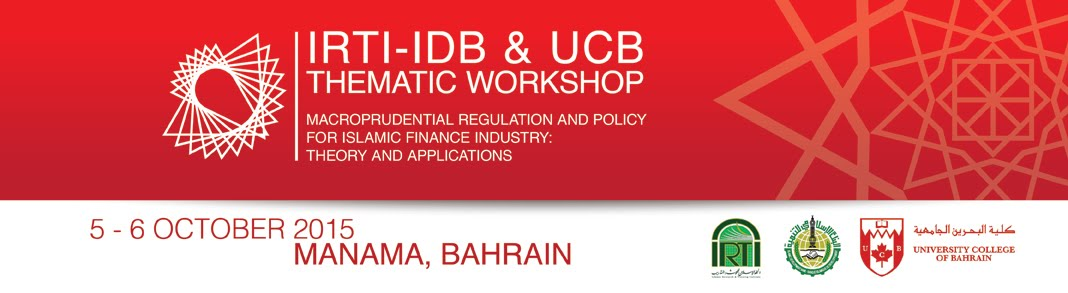 IRTI-IDB & UCB
THEMATIC WORKSHOP
MACROPRUDENTIAL REGULATION AND POLICY
FOR ISLAMIC FINANCE INDUSTRY:
THEORY AND APPLICATIONS
5 - 6 OCTOBER 2015
MANAMA, BAHRAIN
IRTI
U C B
كلية البحرين الجامعية
UNIVERSITY COLLEGE
OF BAHRAIN